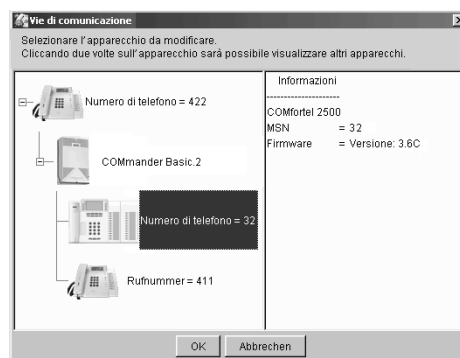 Vie di comunicazione
Selezionare l'apparecchio da modificare.
Cliccando due volte sull'apparecchio sarà possibile visualizzare altri apparecchi.
Numero di telefono = 422
COMmander Basic.2
Numero di telefono = 32
Rufnummer = 411
Informazioni
---------------------
COMfortel 2500
MSN = 32
Firmware = Versione: 3.6C
OK
Abbrechen